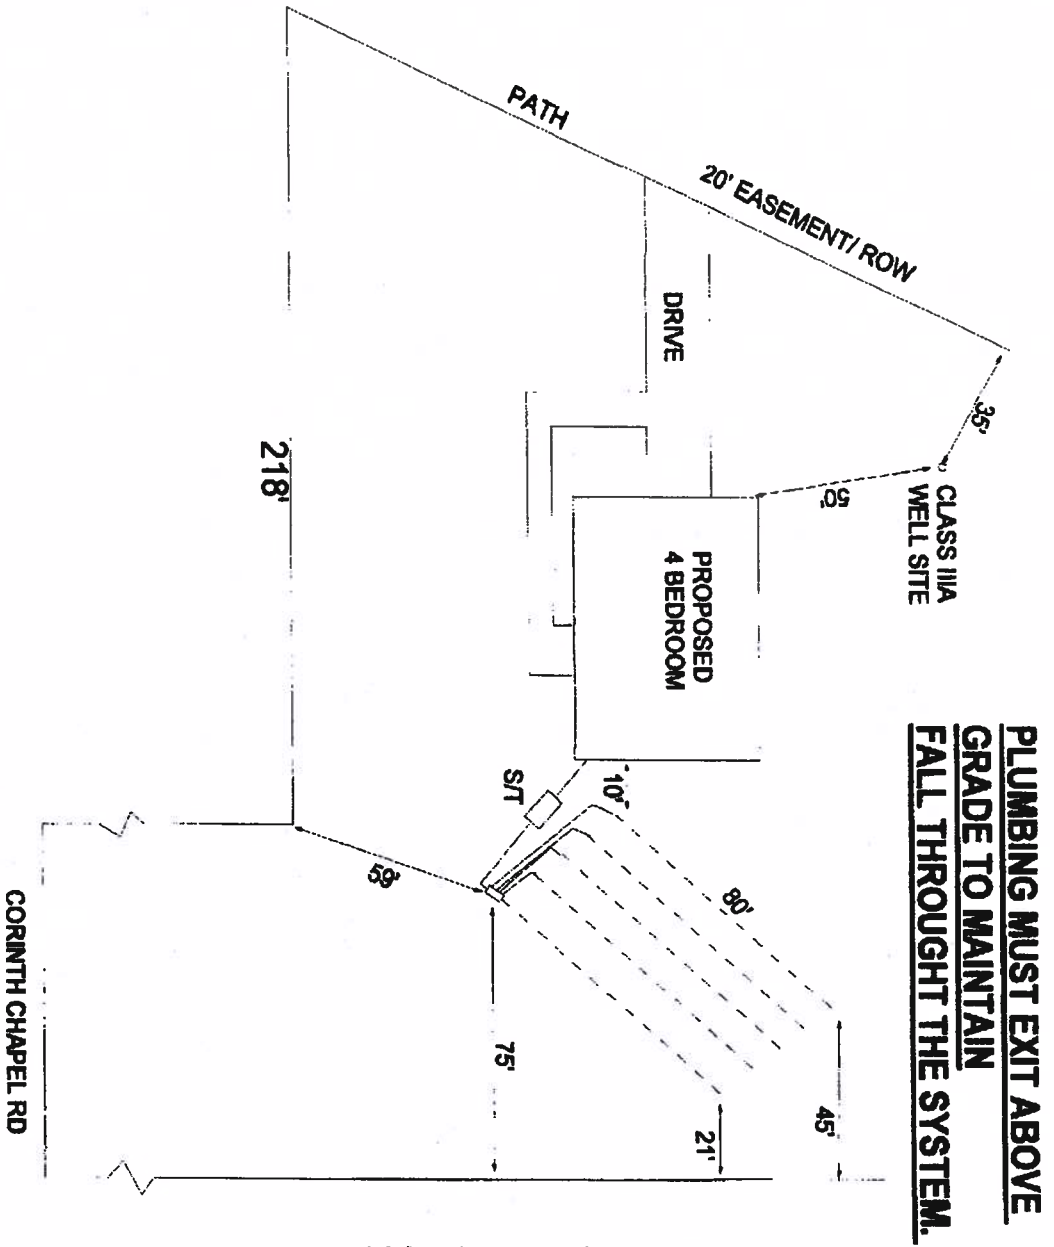 PLUMBING MUST EXIT ABOVE
GRADE TO MAINTAIN
FALL THROUGHT THE SYSTEM.
35'
CLASS IIIA
WELL SITE
50'
20' EASEMENT/ ROW
PATH
DRIVE
PROPOSED
4 BEDROOM
10'
S/T
80'
45'
21'
75'
59'
218'
CORINTH CHAPEL RD